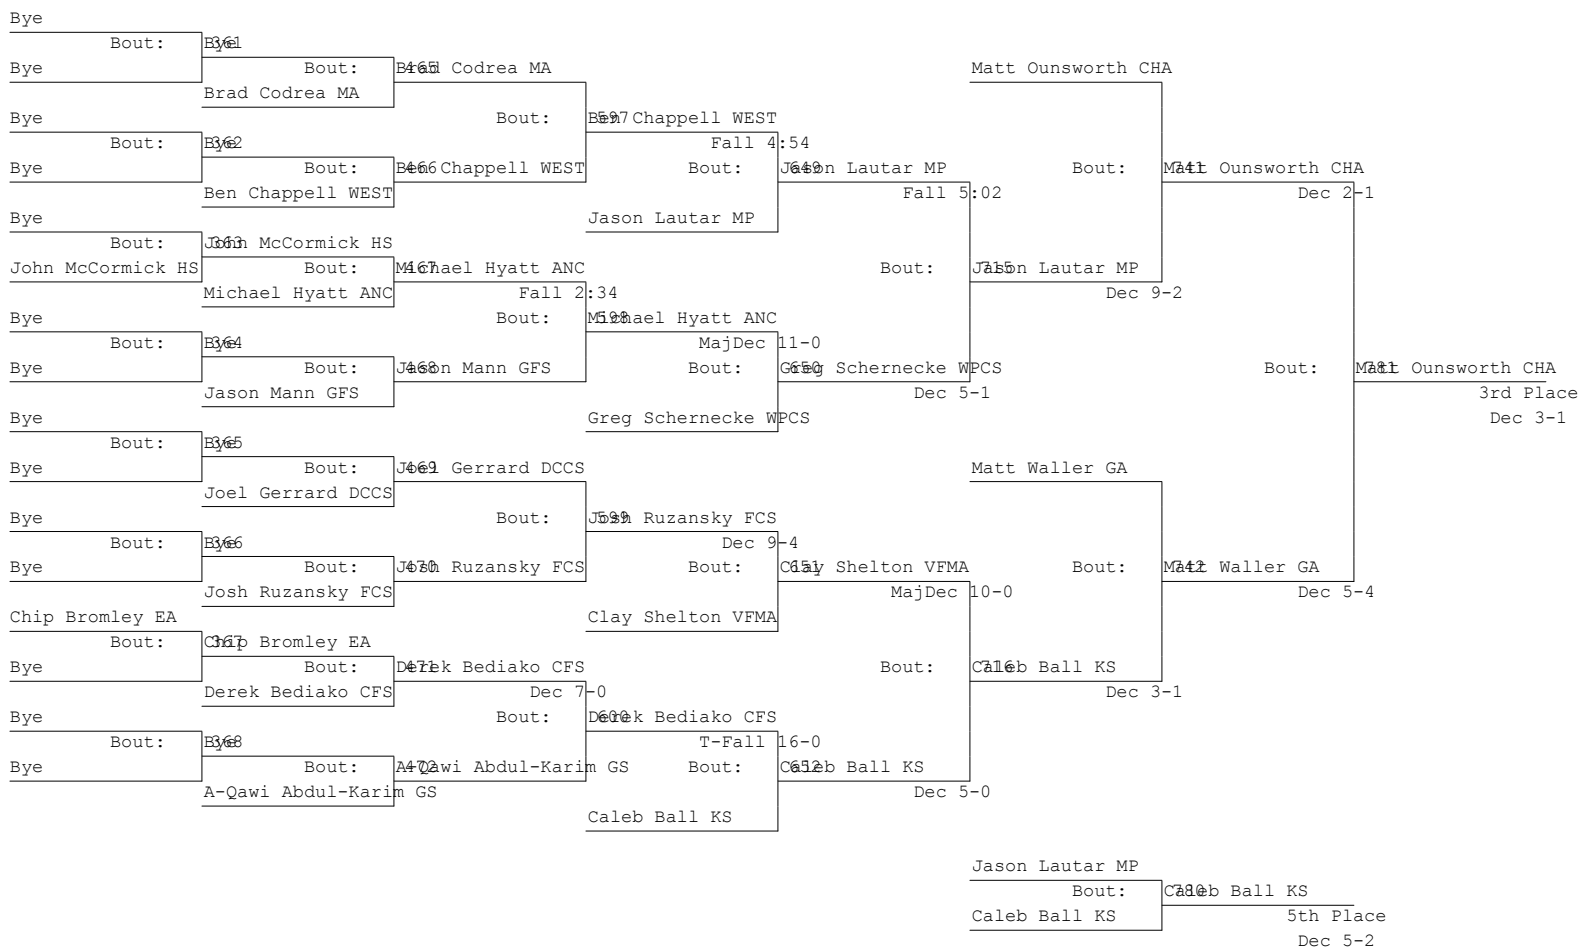 Bye
Bout: 361 Bye
Bye Bout: 465 Brad Codrea MA Matt Ounsworth CHA
Brad Codrea MA
Bye Bout: 597 Ben Chappell WEST
Bout: 362 Bye Fall 4:54
Bye Bout: 466 Ben Chappell WEST Bout: 649 Jason Lautar MP Bout: 741 Matt Ounsworth CHA
Ben Chappell WEST Fall 5:02 Dec 2-1
Bye Jason Lautar MP
Bout: 363 John McCormick HS
John McCormick HS Bout: 467 Michael Hyatt ANC Bout: 715 Jason Lautar MP
Michael Hyatt ANC Fall 2:34 Dec 9-2
Bye Bout: 598 Michael Hyatt ANC
Bout: 364 Bye MajDec 11-0
Bye Bout: 468 Jason Mann GFS Bout: 650 Greg Schernecke WPCS Bout: 781 Matt Ounsworth CHA
Jason Mann GFS Dec 5-1 3rd Place
Bye Greg Schernecke WPCS Dec 3-1
Bout: 365 Bye
Bye Bout: 469 Joel Gerrard DCCS Matt Waller GA
Joel Gerrard DCCS
Bye Bout: 599 Josh Ruzansky FCS
Bout: 366 Bye Dec 9-4
Bye Bout: 470 Josh Ruzansky FCS Bout: 651 Clay Shelton VFMA Bout: 742 Matt Waller GA
Josh Ruzansky FCS MajDec 10-0 Dec 5-4
Chip Bromley EA Clay Shelton VFMA
Bout: 367 Chip Bromley EA
Bye Bout: 471 Derek Bediako CFS Bout: 716 Caleb Ball KS
Derek Bediako CFS Dec 7-0 Dec 3-1
Bye Bout: 600 Derek Bediako CFS
Bout: 368 Bye T-Fall 16-0
Bye Bout: 472 A-Qawi Abdul-Karim GS Bout: 652 Caleb Ball KS
A-Qawi Abdul-Karim GS Dec 5-0
Caleb Ball KS
Jason Lautar MP
Bout: 780 Caleb Ball KS
Caleb Ball KS 5th Place
Dec 5-2